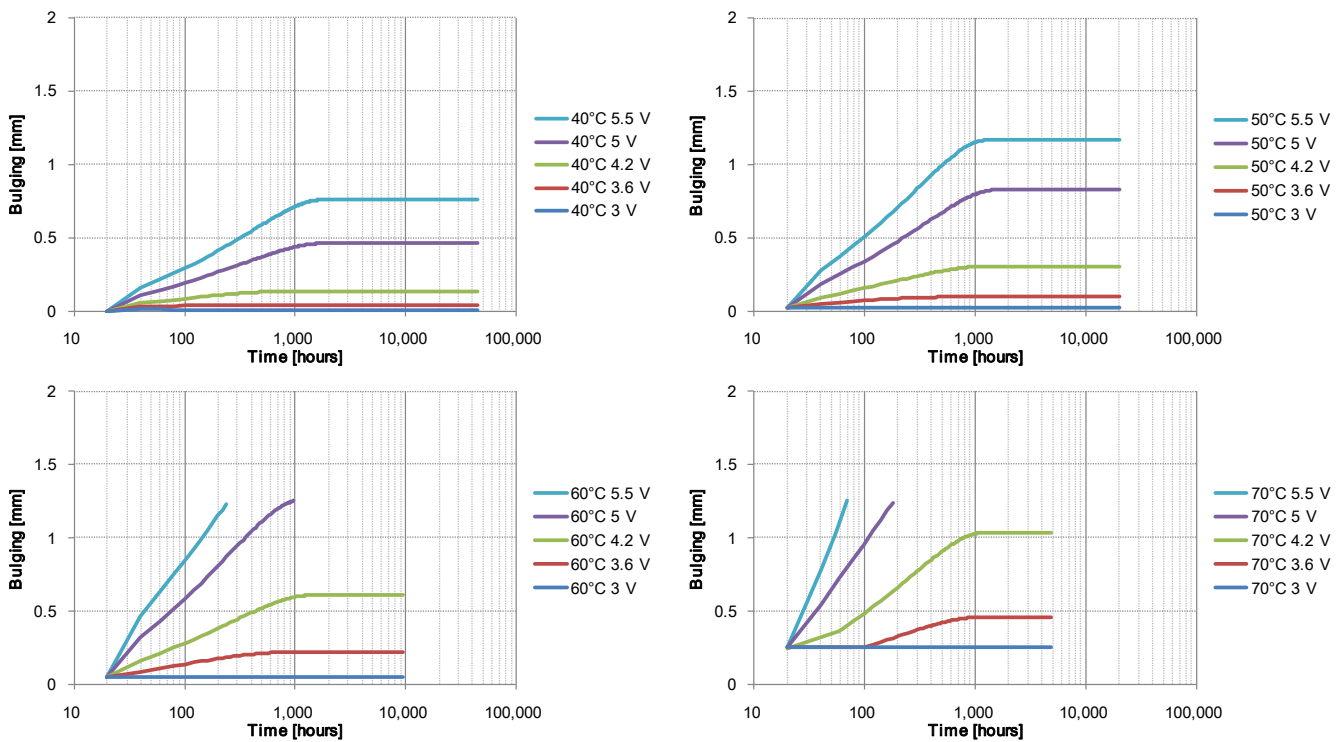 2
1.5
1
0.5
0
Bulging [mm]
10
100
1,000
10,000
100,000
Time [hours]
40°C 5.5 V
40°C 5 V
40°C 4.2 V
40°C 3.6 V
40°C 3 V
2
1.5
1
0.5
0
Bulging [mm]
10
100
1,000
10,000
100,000
Time [hours]
50°C 5.5 V
50°C 5 V
50°C 4.2 V
50°C 3.6 V
50°C 3 V
2
1.5
1
0.5
0
Bulging [mm]
10
100
1,000
10,000
100,000
Time [hours]
60°C 5.5 V
60°C 5 V
60°C 4.2 V
60°C 3.6 V
60°C 3 V
2
1.5
1
0.5
0
Bulging [mm]
10
100
1,000
10,000
100,000
Time [hours]
70°C 5.5 V
70°C 5 V
70°C 4.2 V
70°C 3.6 V
70°C 3 V